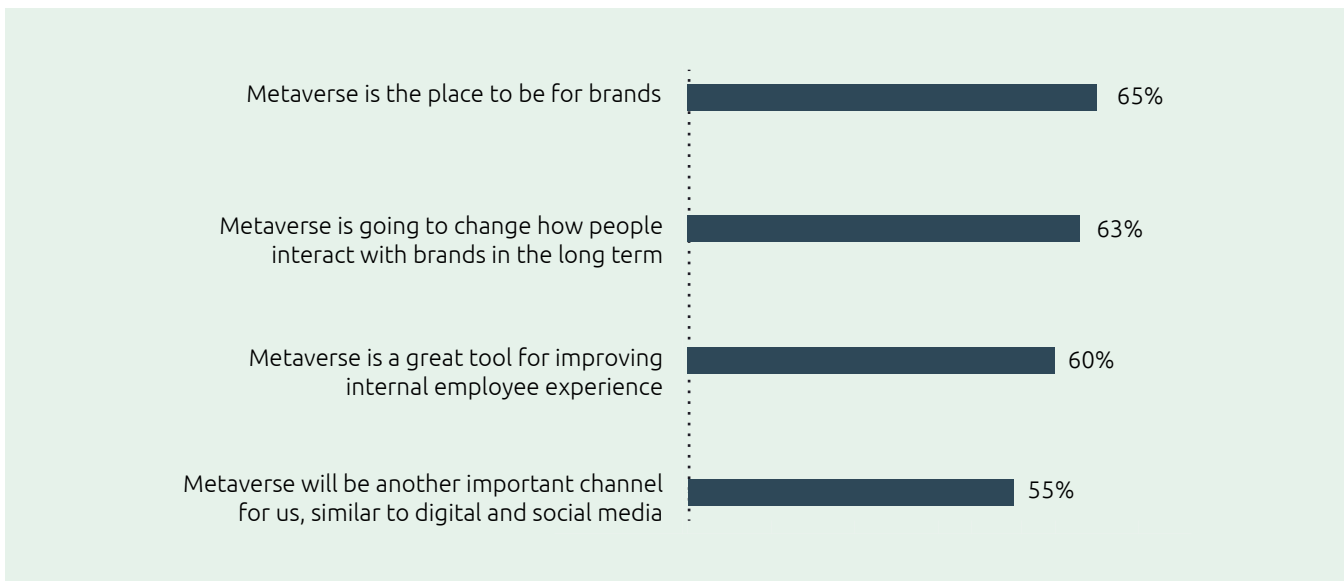 Metaverse is the place to be for brands
65%
Metaverse is going to change how people
interact with brands in the long term
63%
Metaverse is a great tool for improving
internal employee experience
60%
Metaverse will be another important channel
for us, similar to digital and social media
55%